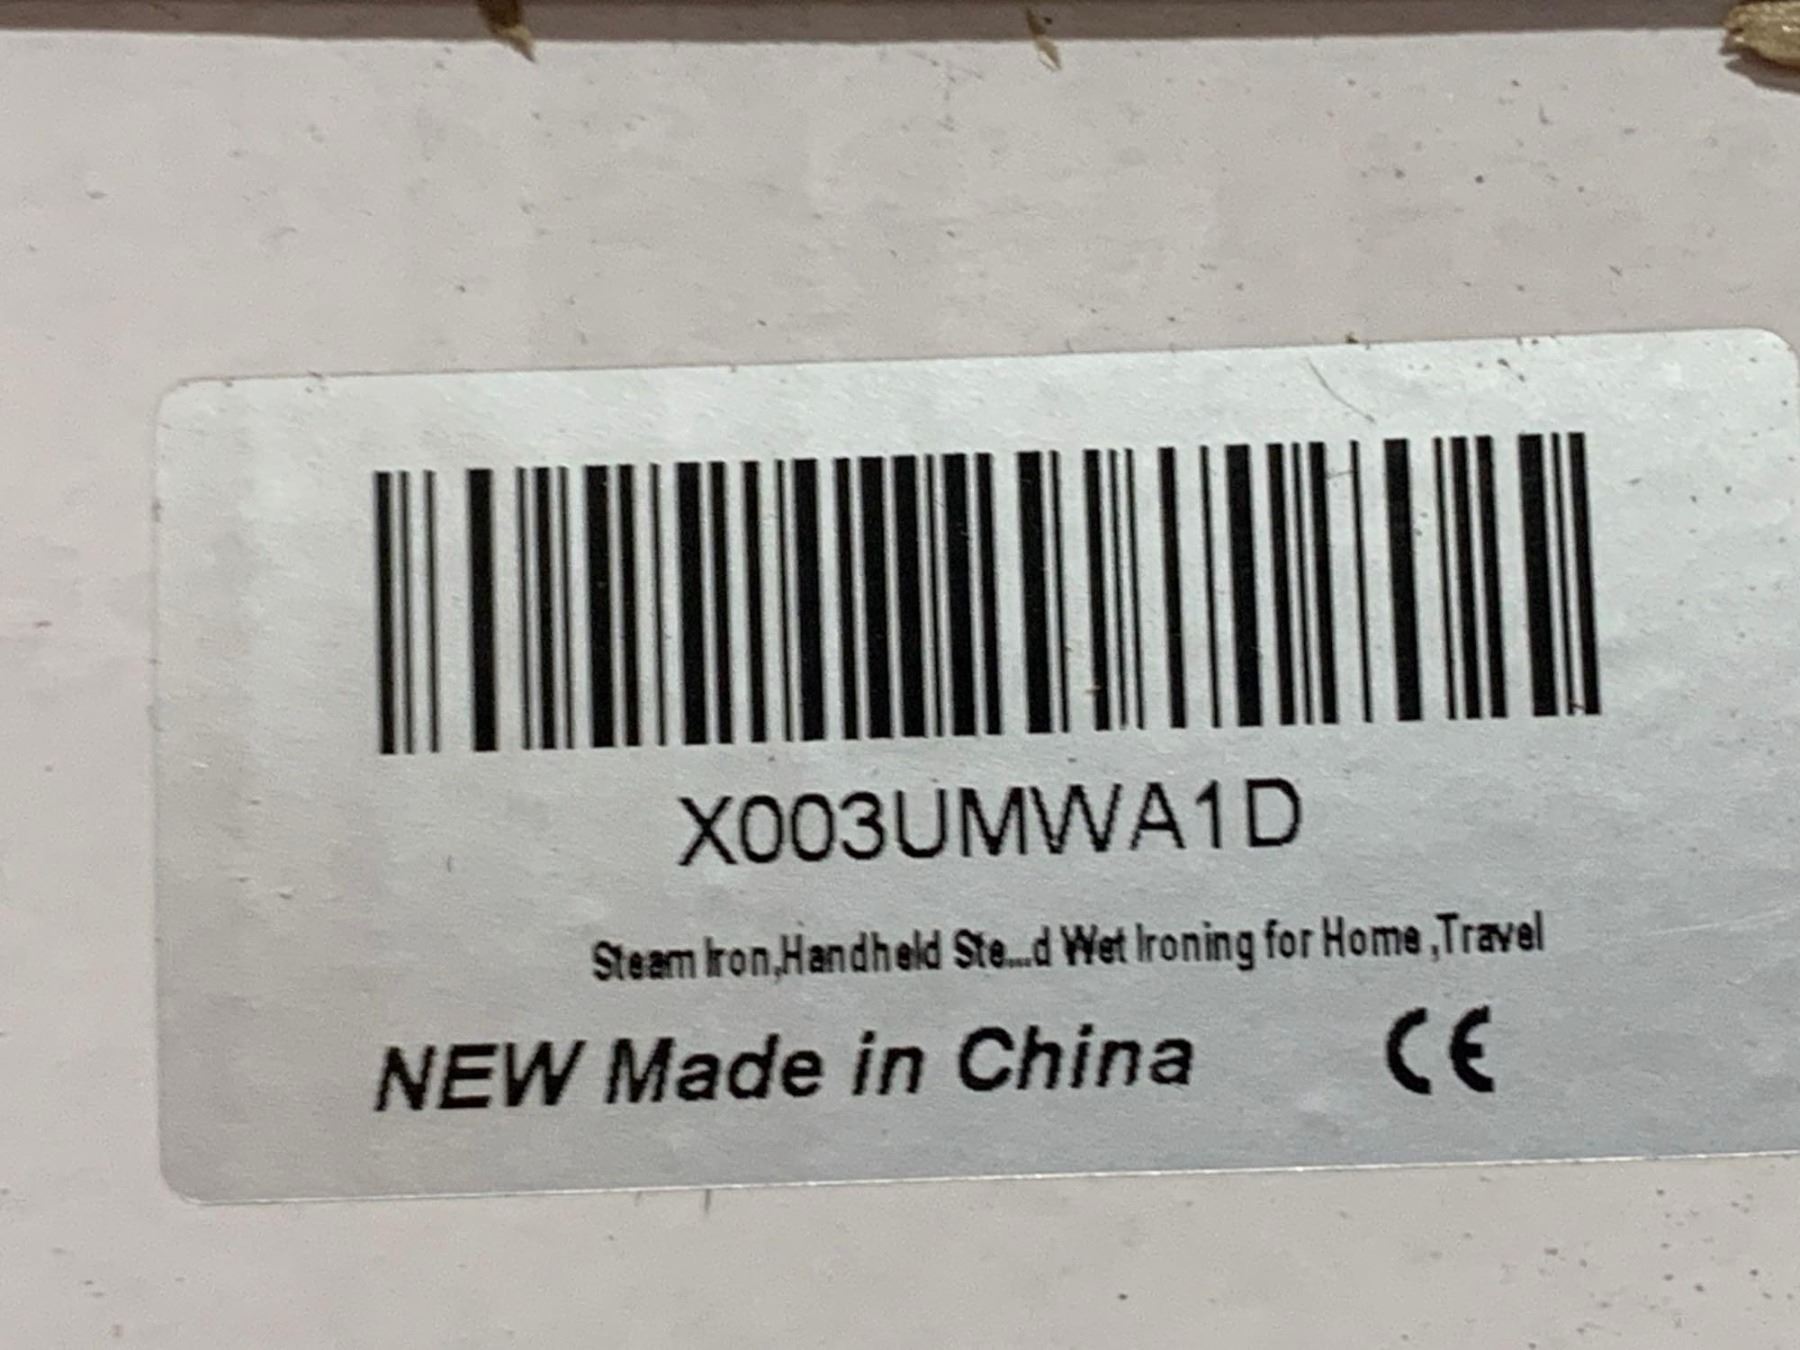 X003UMWA1D
Steam Iron,Handheld Ste...d Wet Ironing for Home ,Travel
NEW Made in China CE